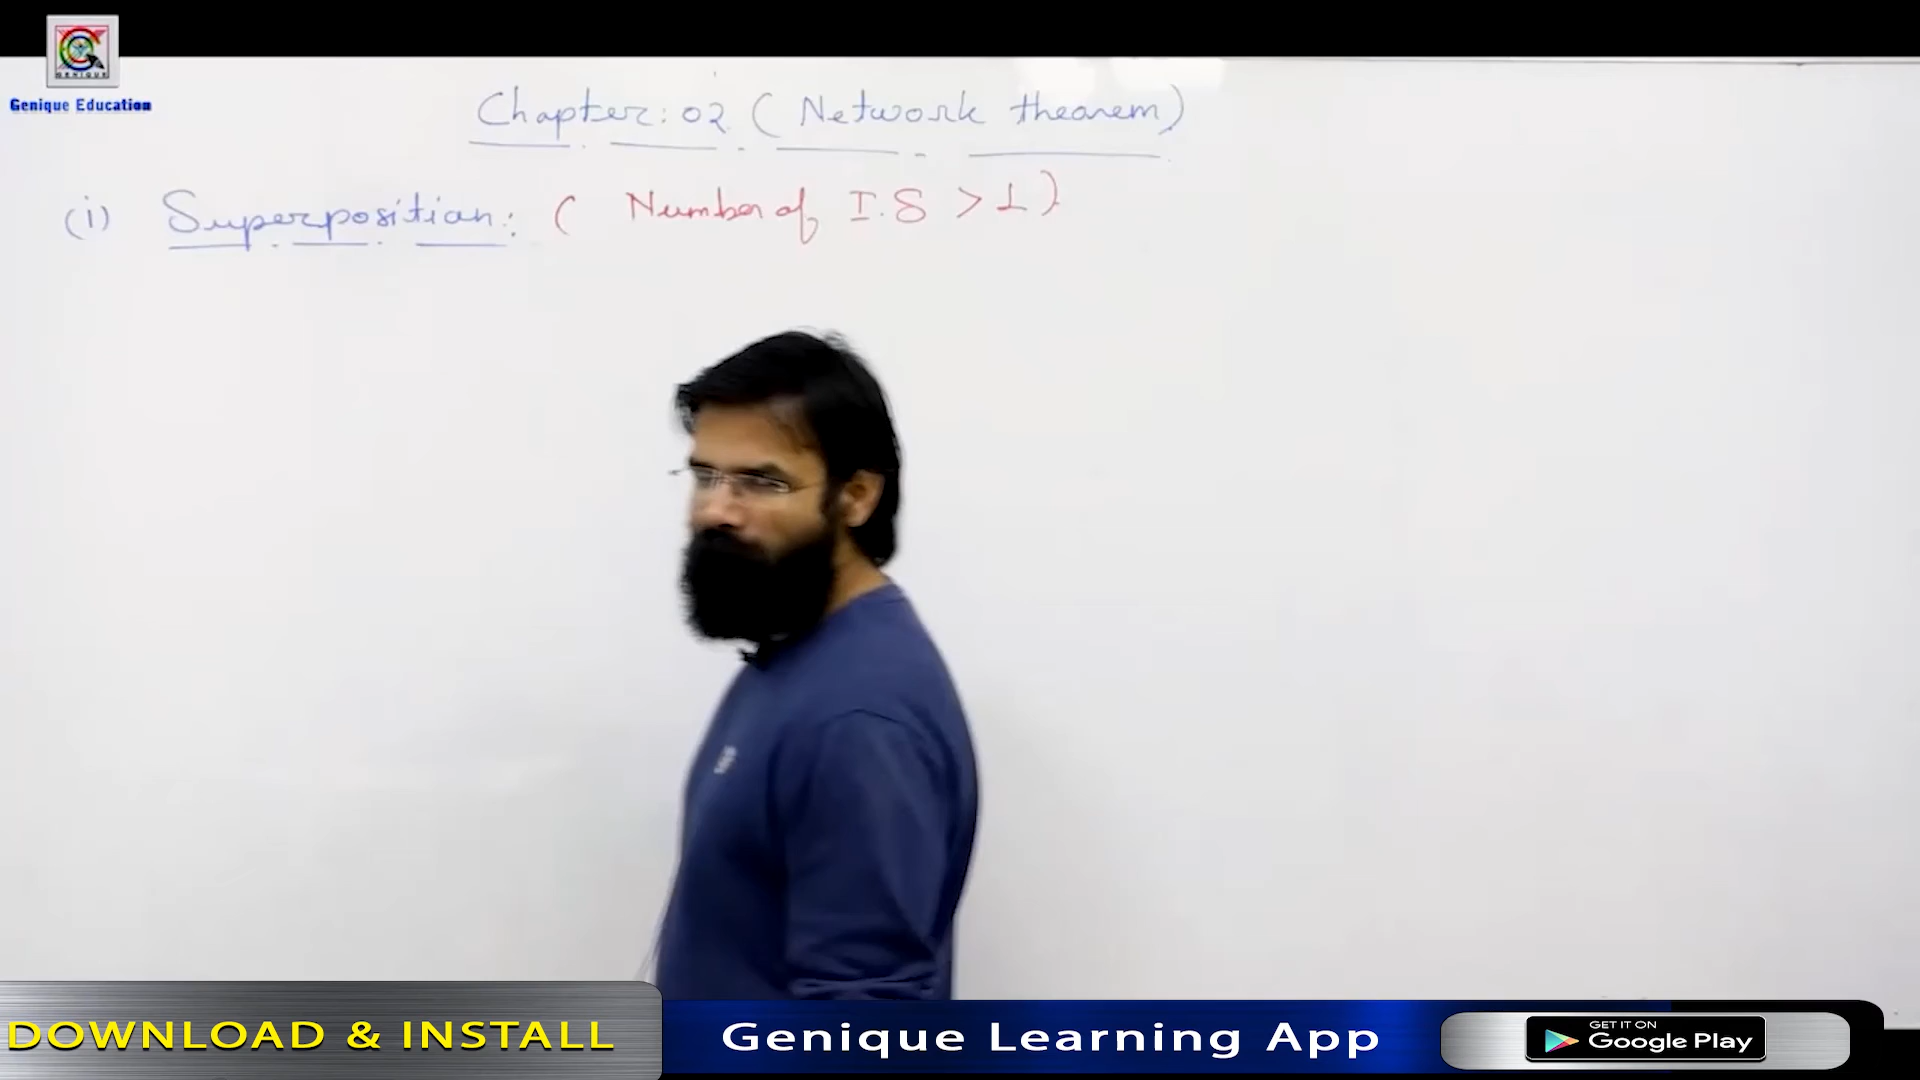 GENIQUE
Genique Education
Chapter: 02 (Network theorem)
(i) Superposition: ( Number of I.S > 1 )
DOWNLOAD & INSTALL
Genique Learning App
GET IT ON
Google Play